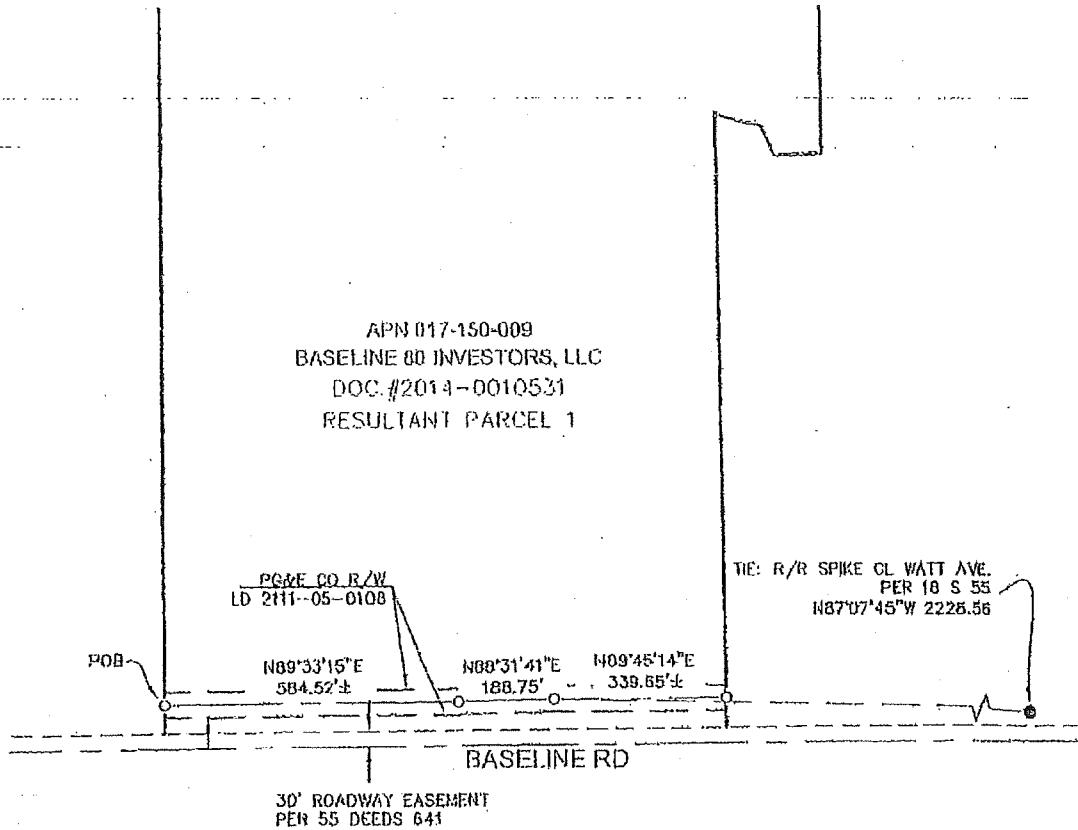 APN 017-150-009
BASELINE 80 INVESTORS, LLC
DOC.#2014-0010531
RESULTANT PARCEL 1
PG&E CO R/W
LD 2111-05-0108
TIE: R/R SPIKE CL WATT AVE.
PER 18 S 55
N87°07'45"W 2228.56
POB
N89°33'15"E
584.52'±
N88°31'41"E
188.75'
N89°45'14"E
339.65'±
BASELINE RD
30' ROADWAY EASEMENT
PER 55 DEEDS 641